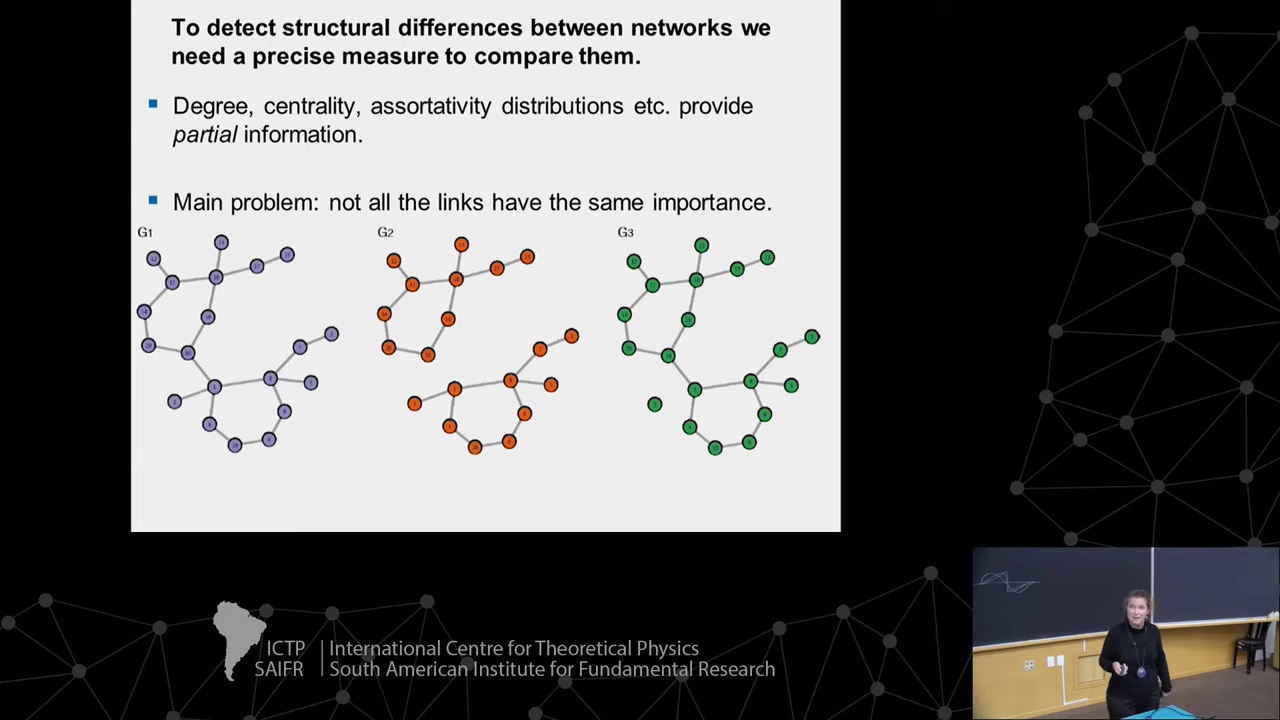 To detect structural differences between networks we
need a precise measure to compare them.
Degree, centrality, assortativity distributions etc. provide
partial information.
Main problem: not all the links have the same importance.
G1
G2
G3
ICTP
SAIFR
International Centre for Theoretical Physics
South American Institute for Fundamental Research